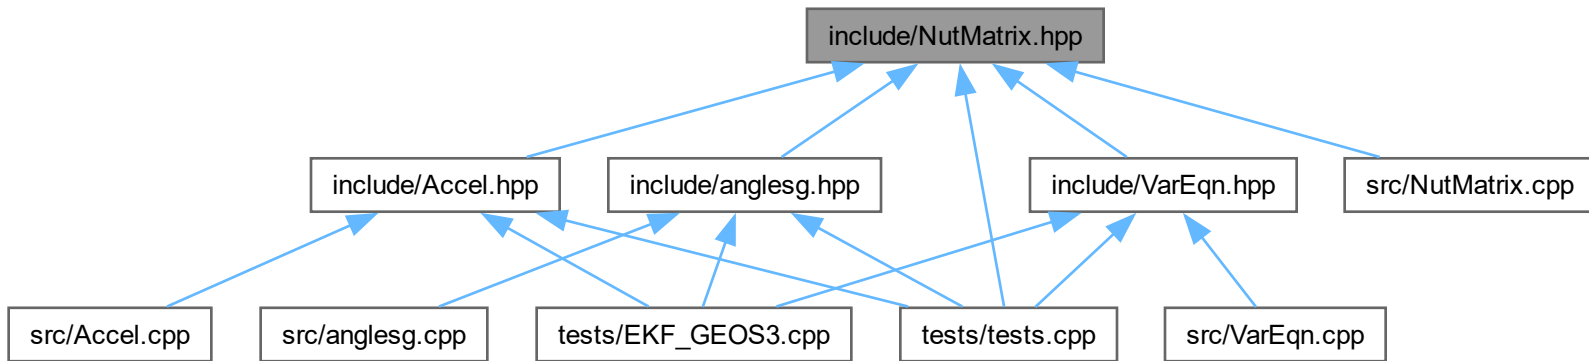 include/NutMatrix.hpp
include/Accel.hpp
include/anglesg.hpp
include/VarEqn.hpp
src/NutMatrix.cpp
src/Accel.cpp
src/anglesg.cpp
tests/EKF_GEOS3.cpp
tests/tests.cpp
src/VarEqn.cpp